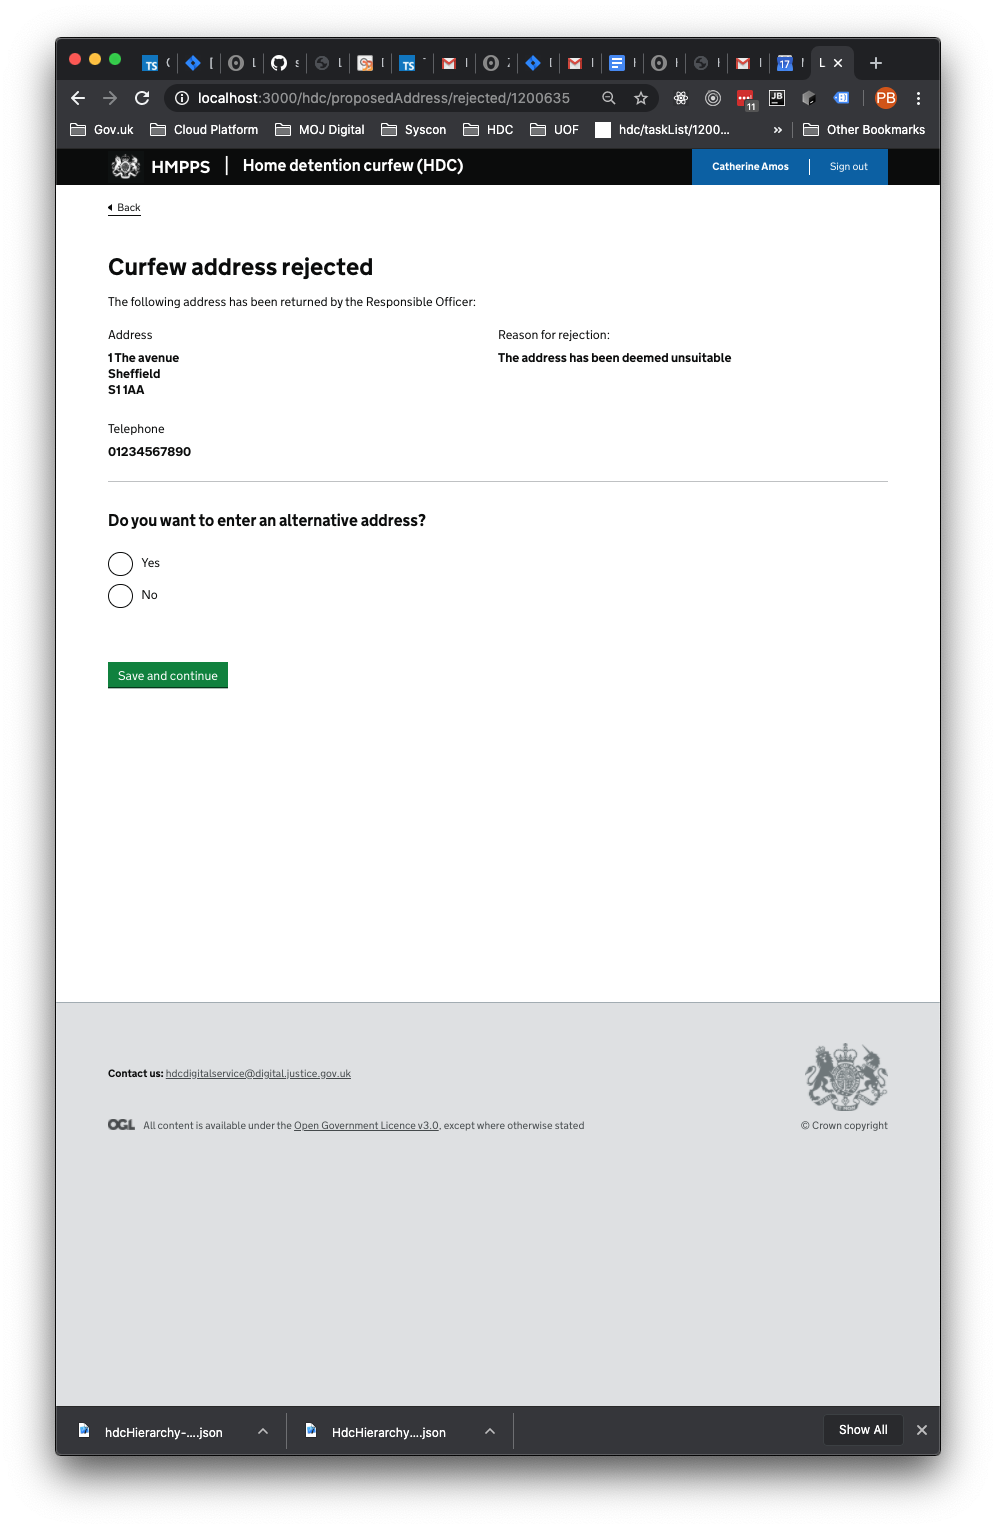 localhost:3000/hdc/proposedAddress/rejected/1200635
11
JB
PB
Gov.uk Cloud Platform MOJ Digital Syscon HDC UOF hdc/taskList/1200... » Other Bookmarks
HMPPS | Home detention curfew (HDC) Catherine Amos Sign out
Back
Curfew address rejected
The following address has been returned by the Responsible Officer:
Address
1 The avenue
Sheffield
S1 1AA
Reason for rejection:
The address has been deemed unsuitable
Telephone
01234567890
Do you want to enter an alternative address?
Yes
No
Save and continue
Contact us: hdcdigitalservice@digital.justice.gov.uk
OGL All content is available under the Open Government Licence v3.0, except where otherwise stated
© Crown copyright
hdcHierarchy-....json
HdcHierarchy....json
Show All